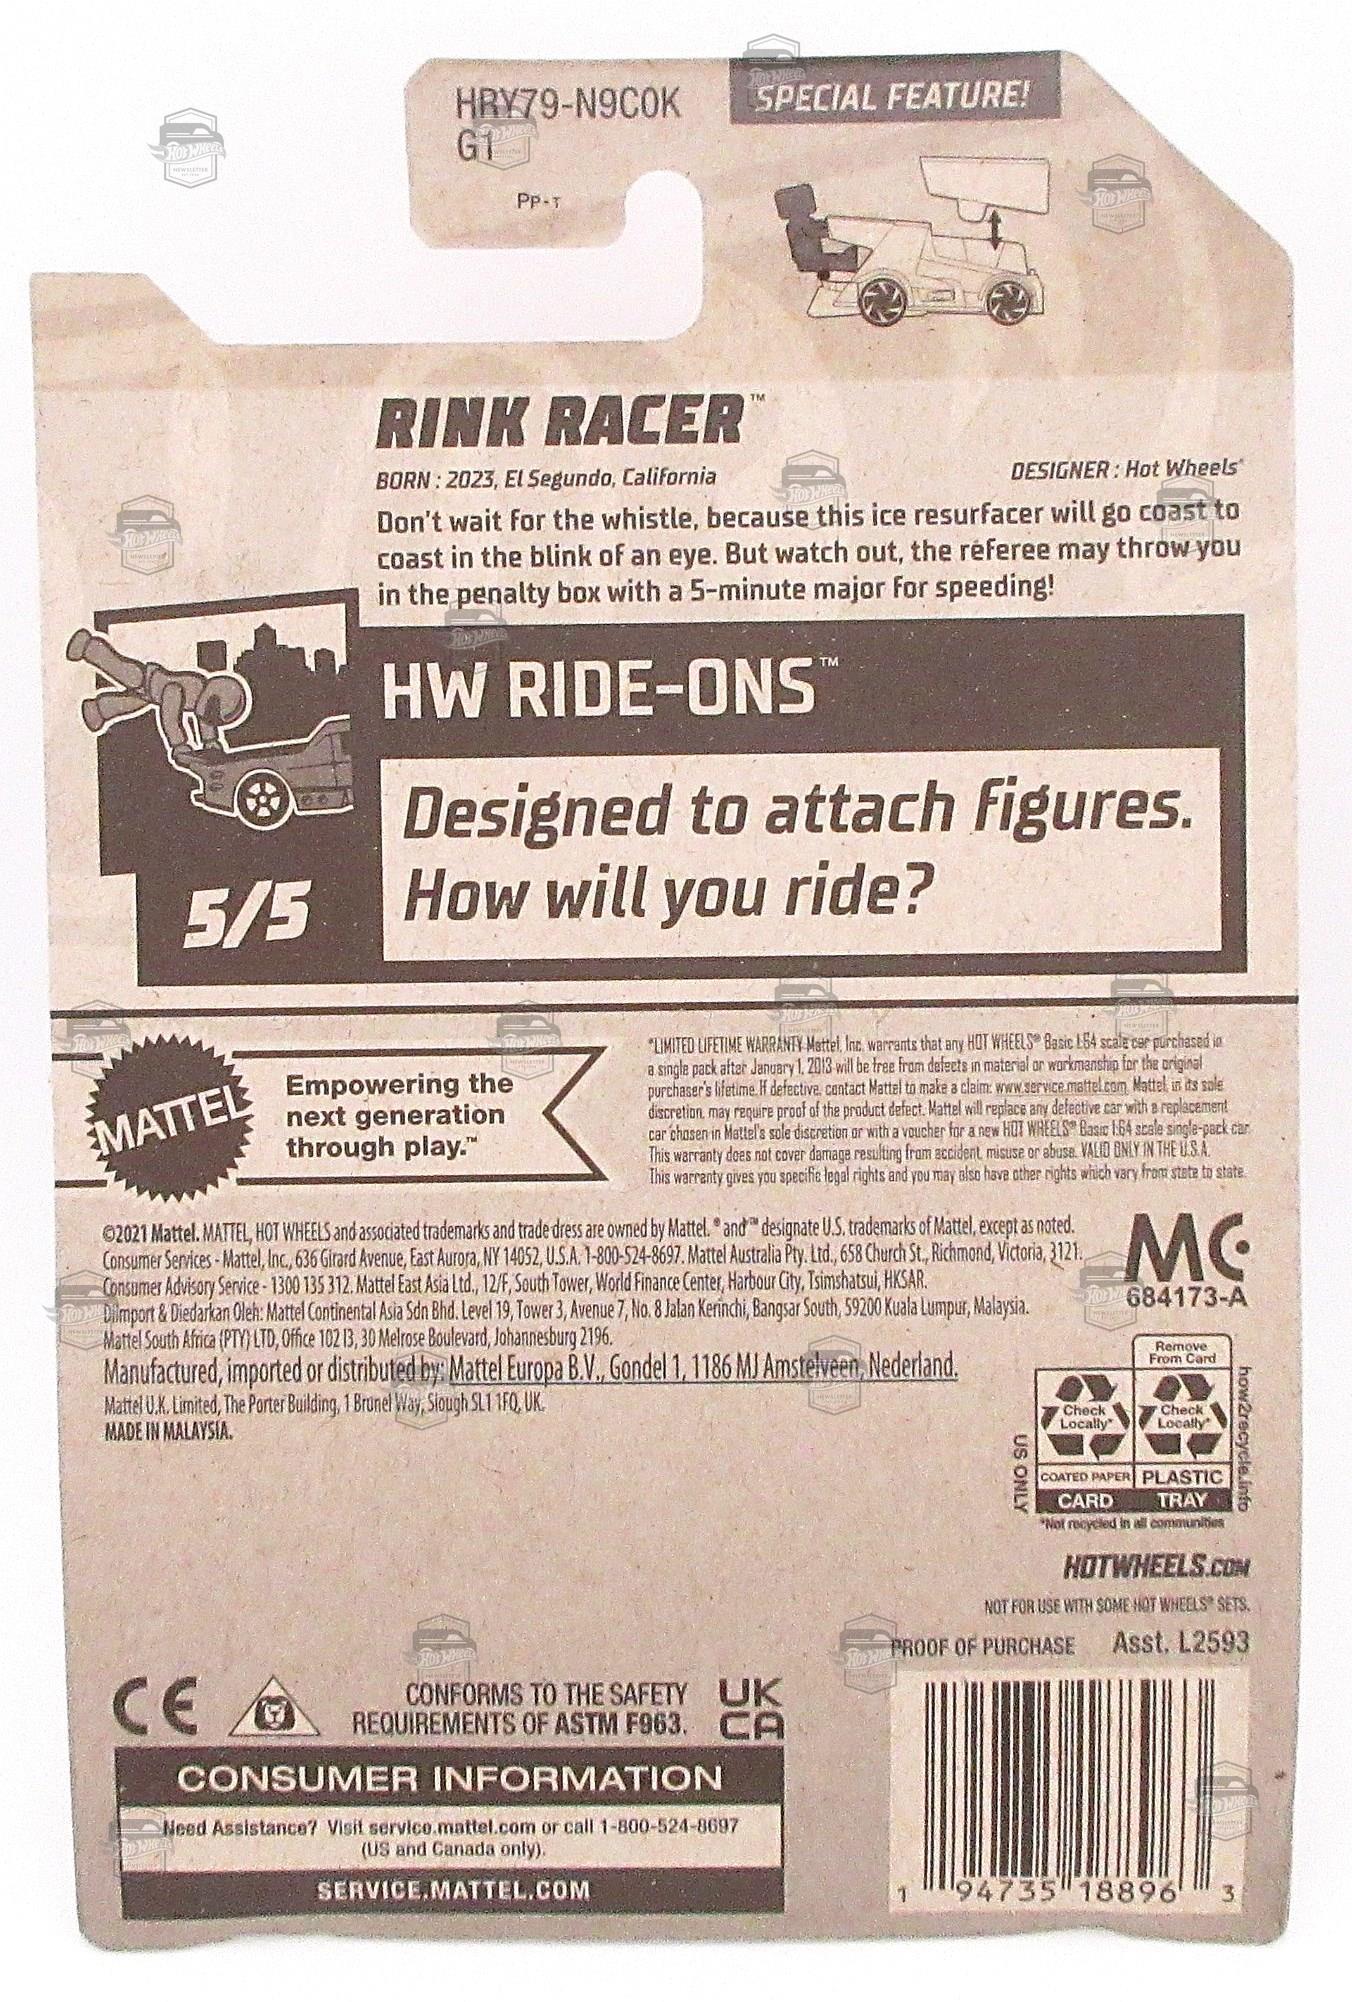 HRY79-N9C0K
G1
PP-T
SPECIAL FEATURE!
RINK RACER™
BORN : 2023, El Segundo, California
DESIGNER : Hot Wheels®
Don't wait for the whistle, because this ice resurfacer will go coast to
coast in the blink of an eye. But watch out, the referee may throw you
in the penalty box with a 5-minute major for speeding!
HW RIDE-ONS™
Designed to attach figures.
How will you ride?
5/5
MATTEL
Empowering the
next generation
through play.™
*LIMITED LIFETIME WARRANTY Mattel, Inc. warrants that any HOT WHEELS® Basic 1:64 scale car purchased in
a single pack after January 1, 2013 will be free from defects in material or workmanship for the original
purchaser's lifetime. If defective, contact Mattel to make a claim: www.service.mattel.com. Mattel, in its sole
discretion, may require proof of the product defect. Mattel will replace any defective car with a replacement
car chosen in Mattel's sole discretion or with a voucher for a new HOT WHEELS® Basic 1:64 scale single-pack car.
This warranty does not cover damage resulting from accident, misuse or abuse. VALID ONLY IN THE U.S.A.
This warranty gives you specific legal rights and you may also have other rights which vary from state to state.
©2021 Mattel. MATTEL, HOT WHEELS and associated trademarks and trade dress are owned by Mattel. ® and ™ designate U.S. trademarks of Mattel, except as noted.
Consumer Services - Mattel, Inc., 636 Girard Avenue, East Aurora, NY 14052, U.S.A. 1-800-524-8697. Mattel Australia Pty. Ltd., 658 Church St., Richmond, Victoria, 3121.
Consumer Advisory Service - 1300 135 312. Mattel East Asia Ltd., 12/F, South Tower, World Finance Center, Harbour City, Tsimshatsui, HKSAR.
Diimport & Diedarkan Oleh: Mattel Continental Asia Sdn Bhd. Level 19, Tower 3, Avenue 7, No. 8 Jalan Kerinchi, Bangsar South, 59200 Kuala Lumpur, Malaysia.
Mattel South Africa (PTY) LTD, Office 102 I3, 30 Melrose Boulevard, Johannesburg 2196.
Manufactured, imported or distributed by: Mattel Europa B.V., Gondel 1, 1186 MJ Amstelveen, Nederland.
Mattel U.K. Limited, The Porter Building, 1 Brunel Way, Slough SL1 1FQ, UK.
MADE IN MALAYSIA.
MC
684173-A
Remove
From Card
Check
Locally*
Check
Locally*
COATED PAPER
PLASTIC
CARD
TRAY
US ONLY
how2recycle.info
*Not recycled in all communities
HOTWHEELS.COM
NOT FOR USE WITH SOME HOT WHEELS® SETS.
PROOF OF PURCHASE
Asst. L2593
CE
CONFORMS TO THE SAFETY
REQUIREMENTS OF ASTM F963.
UK
CA
CONSUMER INFORMATION
Need Assistance? Visit service.mattel.com or call 1-800-524-8697
(US and Canada only).
SERVICE.MATTEL.COM
1 94735 18896 3